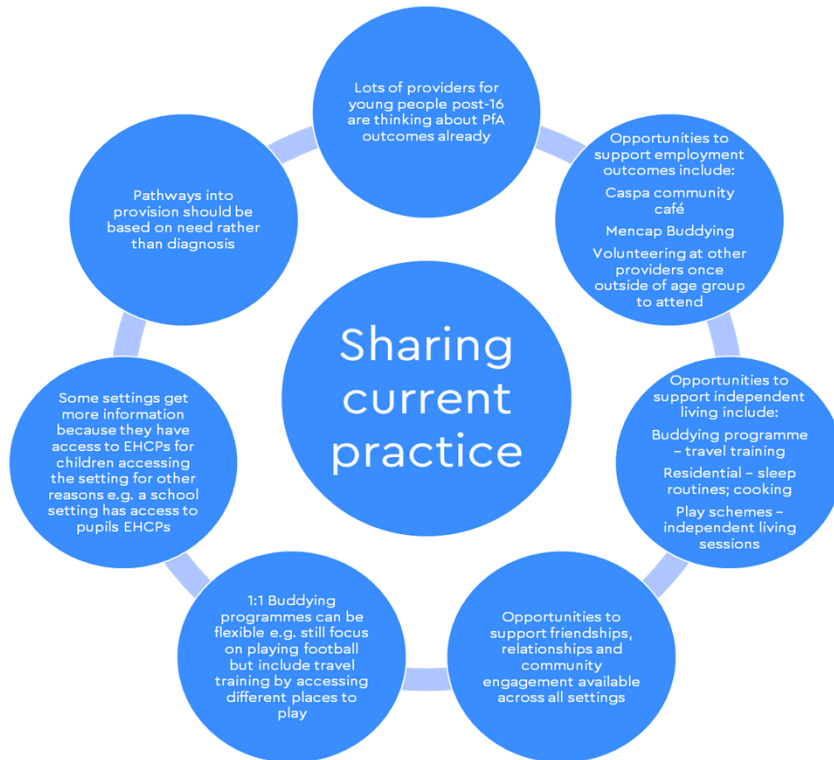 Lots of providers for
young people post-16
are thinking about PfA
outcomes already
Opportunities to
support employment
outcomes include:
Caspa community
café
Mencap Buddying
Volunteering at other
providers once
outside of age group
to attend
Opportunities to
support independent
living include:
Buddying programme
– travel training
Residential – sleep
routines; cooking
Play schemes –
independent living
sessions
Opportunities to
support friendships,
relationships and
community
engagement available
across all settings
1:1 Buddying
programmes can be
flexible e.g. still focus
on playing football
but include travel
training by accessing
different places to
play
Some settings get
more information
because they have
access to EHCPs for
children accessing
the setting for other
reasons e.g. a school
setting has access to
pupils EHCPs
Pathways into
provision should be
based on need rather
than diagnosis
Sharing
current
practice